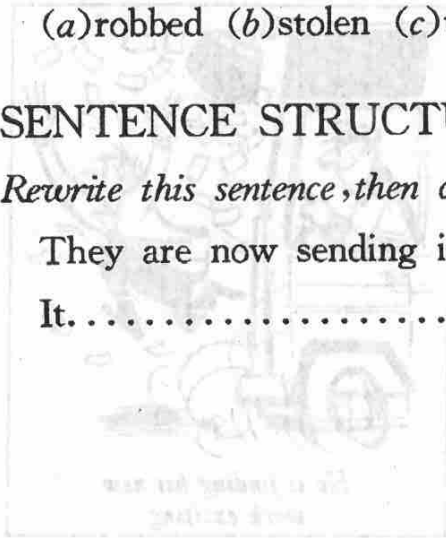 (a)robbed (b)stolen (c)
SENTENCE STRUCTU
Rewrite this sentence, then
They are now sending i
It......................